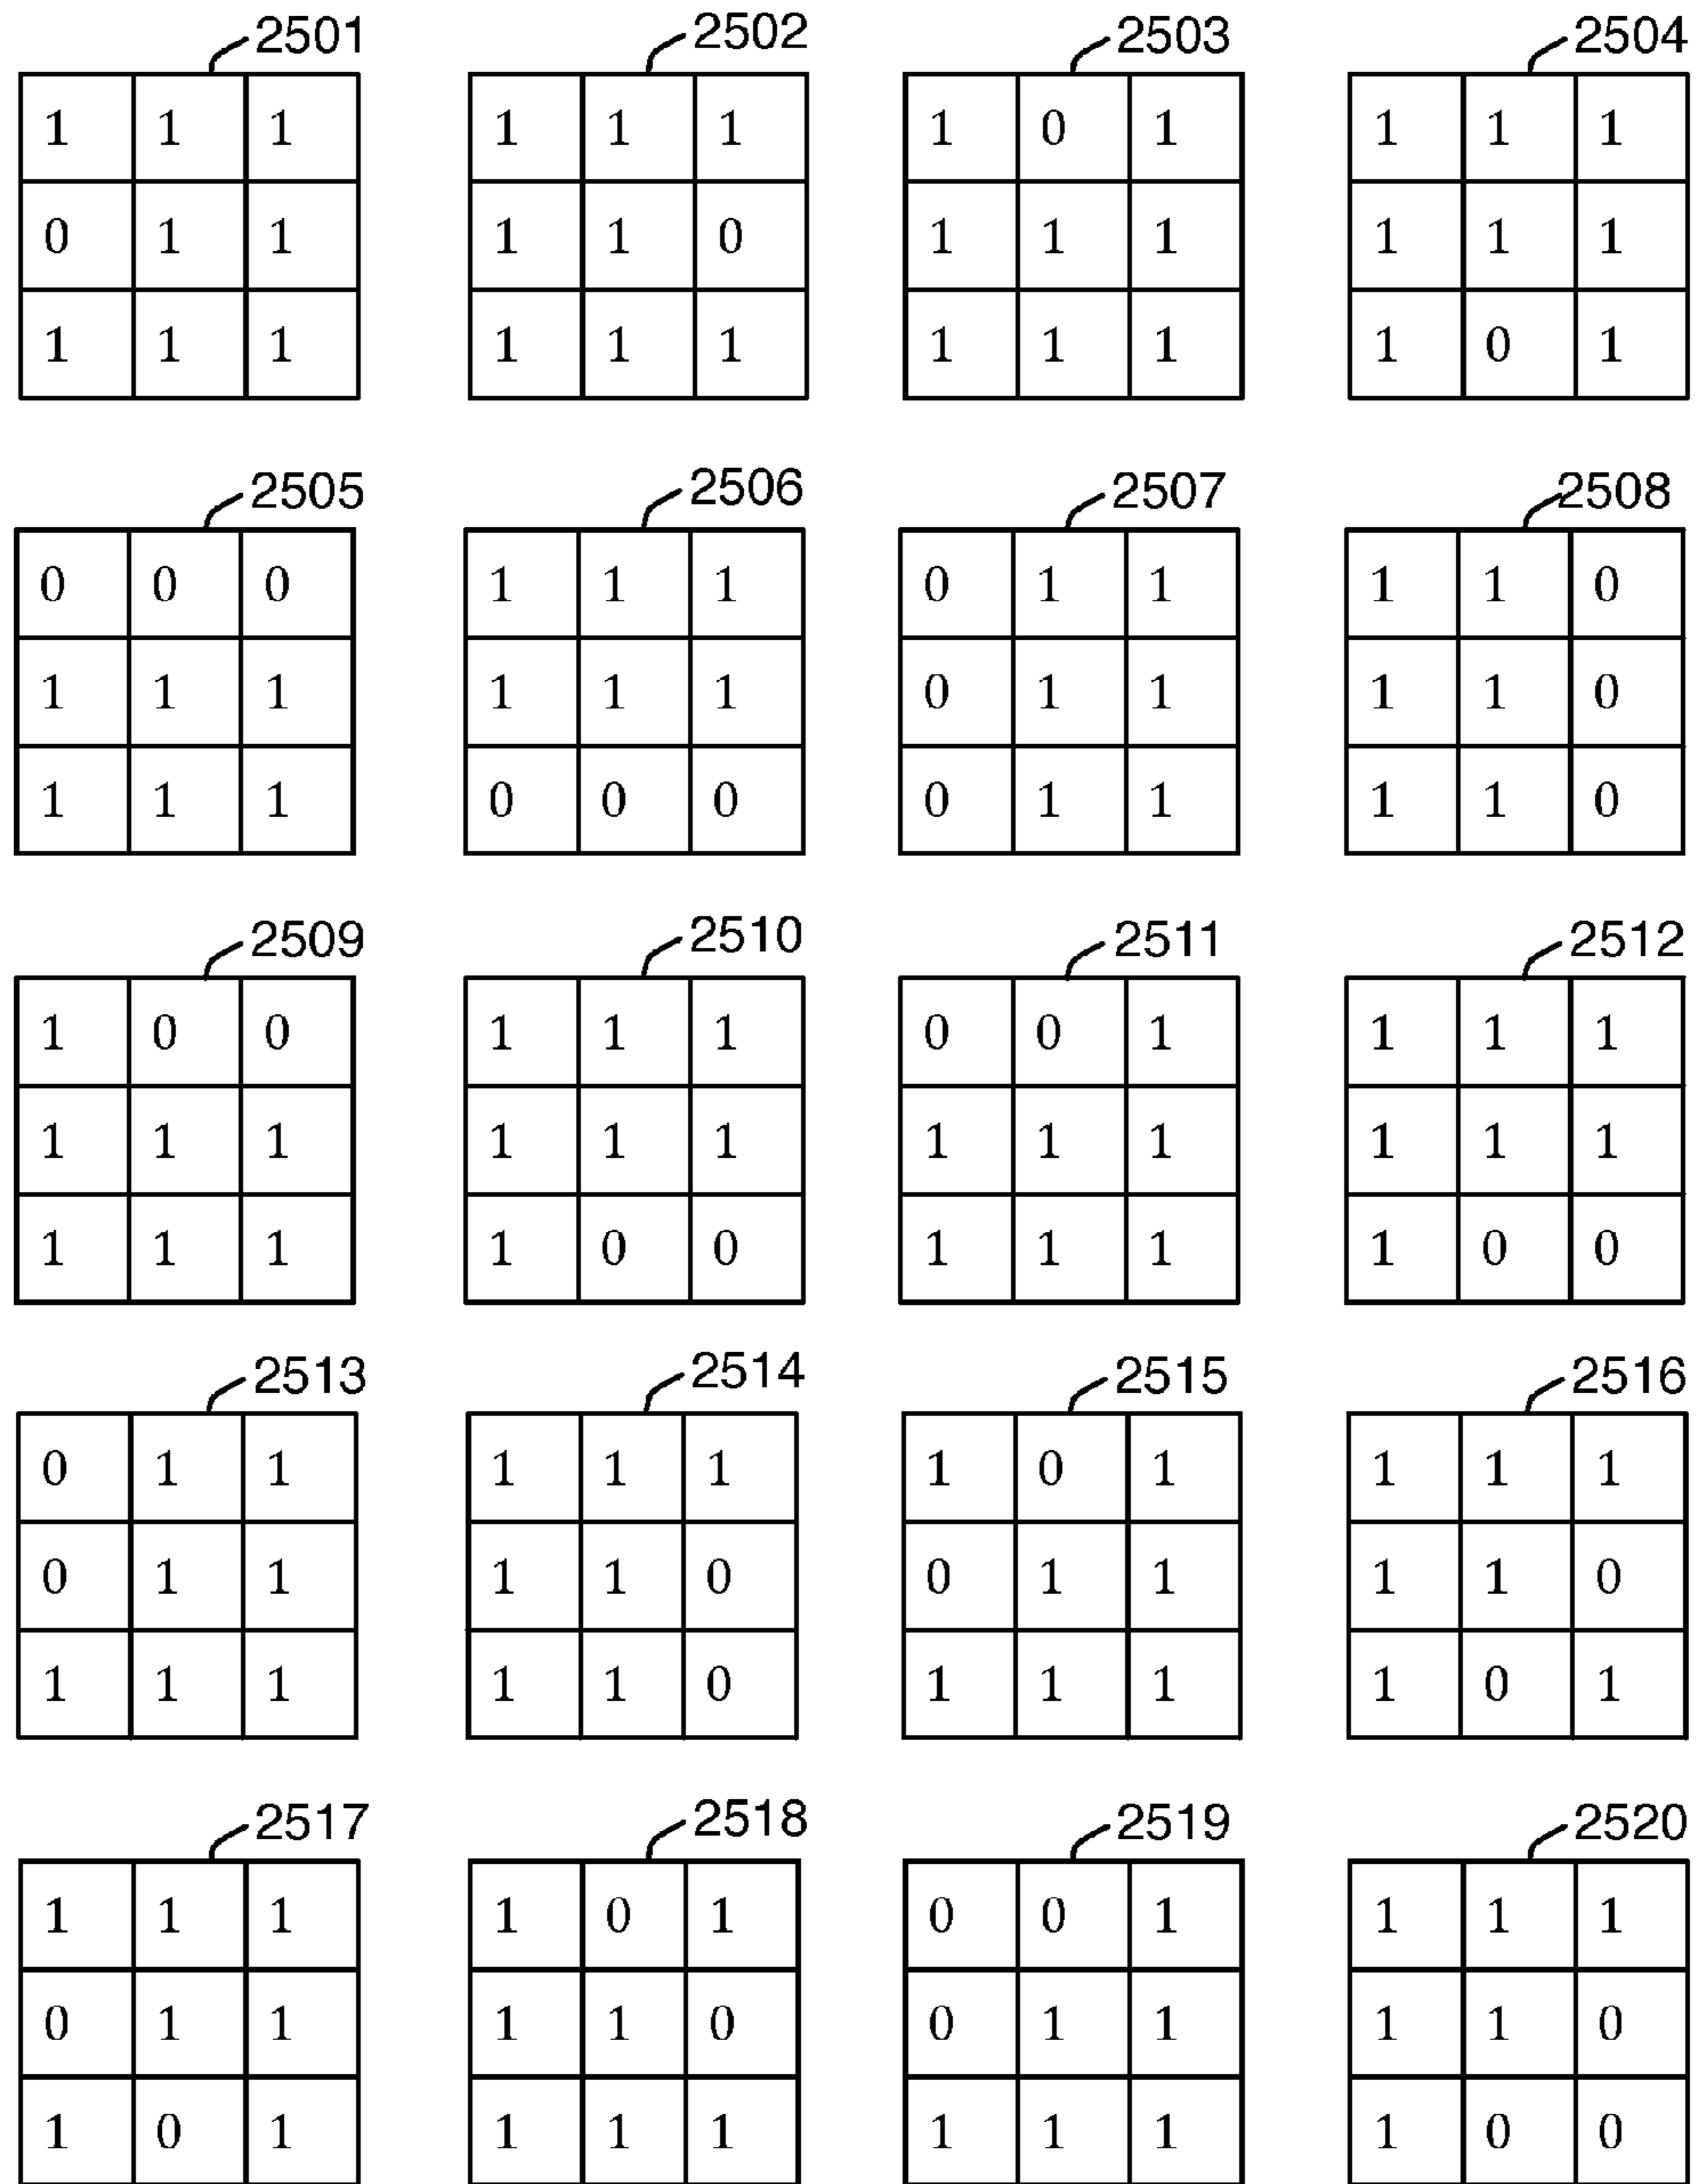 2501 2502 2503 2504
1 1 1 1 1 1 1 0 1 1 1 1
0 1 1 1 1 0 1 1 1 1 1 1
1 1 1 1 1 1 1 1 1 1 0 1
2505 2506 2507 2508
0 0 0 1 1 1 0 1 1 1 1 0
1 1 1 1 1 1 0 1 1 1 1 0
1 1 1 0 0 0 0 1 1 1 1 0
2509 2510 2511 2512
1 0 0 1 1 1 0 0 1 1 1 1
1 1 1 1 1 1 1 1 1 1 1 1
1 1 1 1 0 0 1 1 1 1 0 0
2513 2514 2515 2516
0 1 1 1 1 1 1 0 1 1 1 1
0 1 1 1 1 0 0 1 1 1 1 0
1 1 1 1 1 0 1 1 1 1 0 1
2517 2518 2519 2520
1 1 1 1 0 1 0 0 1 1 1 1
0 1 1 1 1 0 0 1 1 1 1 0
1 0 1 1 1 1 1 1 1 1 0 0